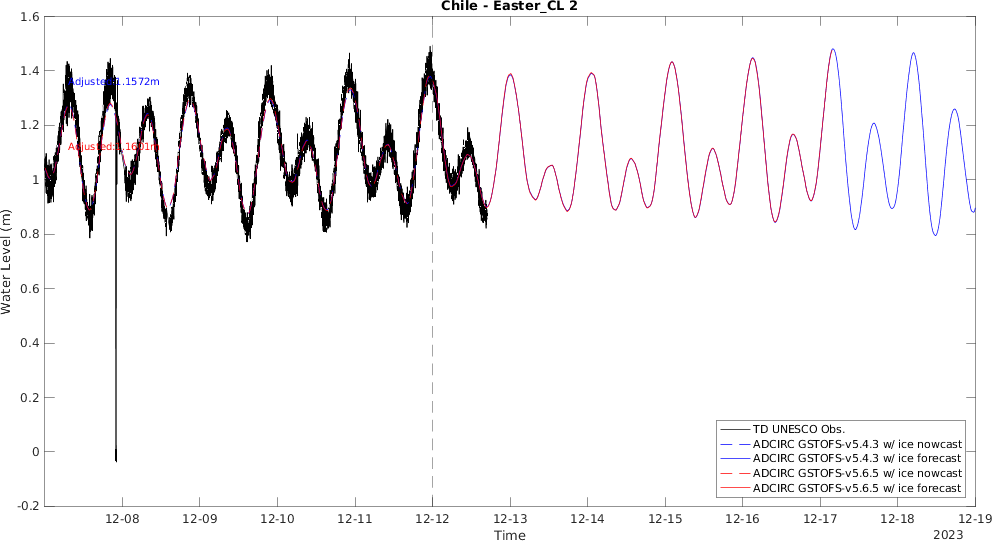 Chile - Easter_CL 2
1.6
1.4
1.2
1
0.8
0.6
0.4
0.2
0
-0.2
Water Level (m)
Adjusted:1.1572m
TD UNESCO Obs.
ADCIRC GSTOFS-v5.4.3 w/ ice nowcast
ADCIRC GSTOFS-v5.4.3 w/ ice forecast
ADCIRC GSTOFS-v5.6.5 w/ ice nowcast
ADCIRC GSTOFS-v5.6.5 w/ ice forecast
12-08 12-09 12-10 12-11 12-12 12-13 12-14 12-15 12-16 12-17 12-18 12-19
Time
2023